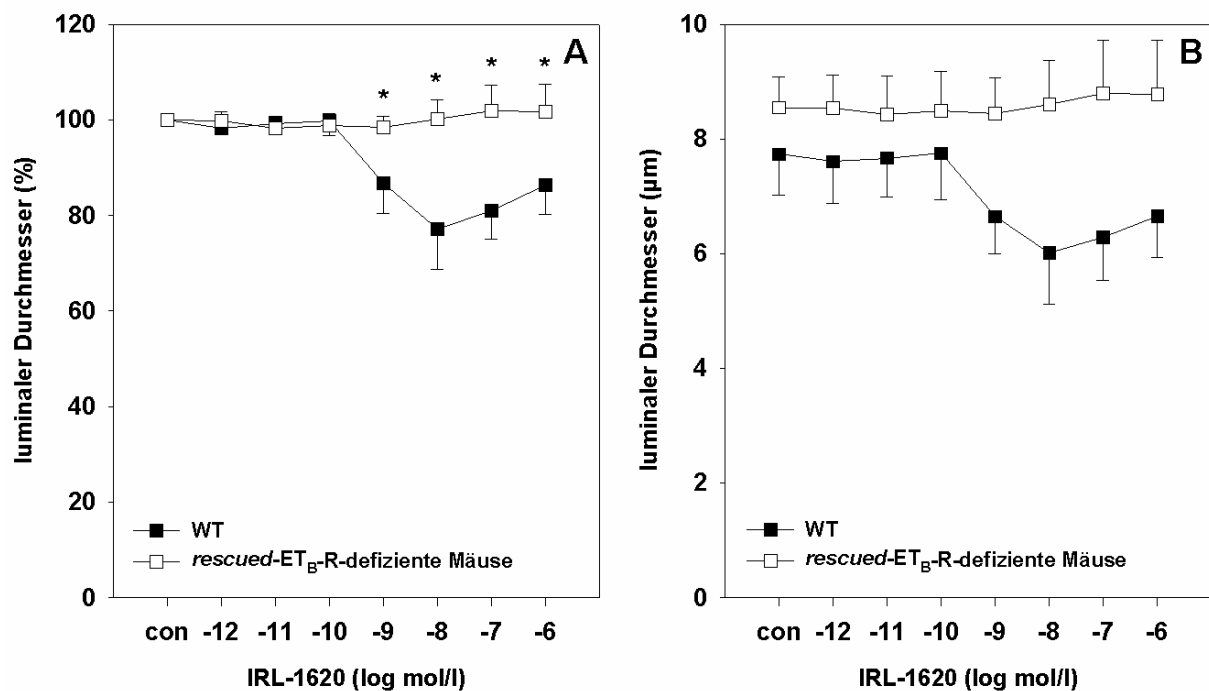 A
luminaler Durchmesser (%)
120
100
80
60
40
20
0
* * * *
WT
rescued-ET_B-R-defiziente Mäuse
con -12 -11 -10 -9 -8 -7 -6
IRL-1620 (log mol/l)
B
luminaler Durchmesser (µm)
10
8
6
4
2
0
WT
rescued-ET_B-R-defiziente Mäuse
con -12 -11 -10 -9 -8 -7 -6
IRL-1620 (log mol/l)